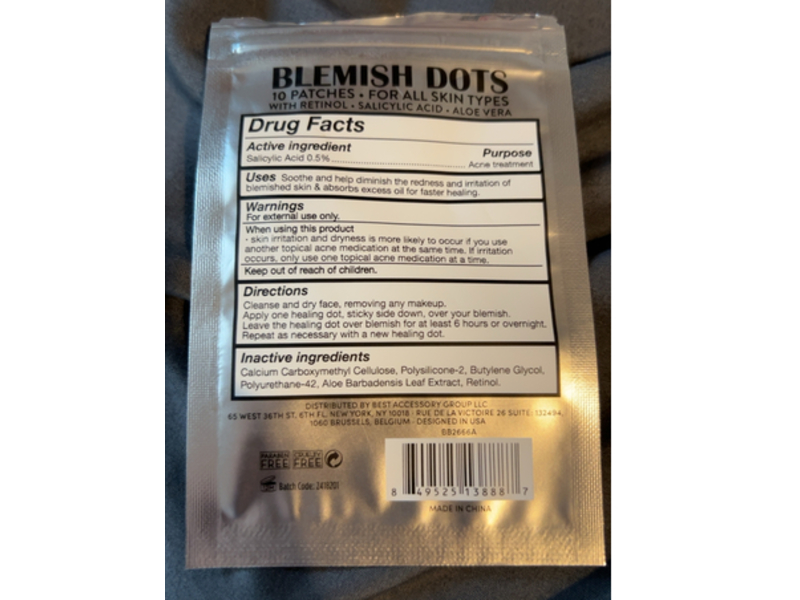 BLEMISH DOTS
10 PATCHES • FOR ALL SKIN TYPES
WITH RETINOL • SALICYLIC ACID • ALOE VERA
Drug Facts
Active ingredient Purpose
Salicylic Acid 0.5%........................................ Acne treatment
Uses Soothe and help diminish the redness and irritation of
blemished skin & absorbs excess oil for faster healing.
Warnings
For external use only.
When using this product
· skin irritation and dryness is more likely to occur if you use
another topical acne medication at the same time. If irritation
occurs, only use one topical acne medication at a time.
Keep out of reach of children.
Directions
Cleanse and dry face, removing any makeup.
Apply one healing dot, sticky side down, over your blemish.
Leave the healing dot over blemish for at least 6 hours or overnight.
Repeat as necessary with a new healing dot.
Inactive ingredients
Calcium Carboxymethyl Cellulose, Polysilicone-2, Butylene Glycol,
Polyurethane-42, Aloe Barbadensis Leaf Extract, Retinol.
DISTRIBUTED BY BEST ACCESSORY GROUP LLC
65 WEST 36TH ST, 6TH FL, NEW YORK, NY 10018 · RUE DE LA VICTOIRE 26 SUITE: 132494,
1060 BRUSSELS, BELGIUM · DESIGNED IN USA
BB2666A
PARABEN FREE CRUELTY FREE
Batch Code: 2418203
8 49525 13888 7
MADE IN CHINA